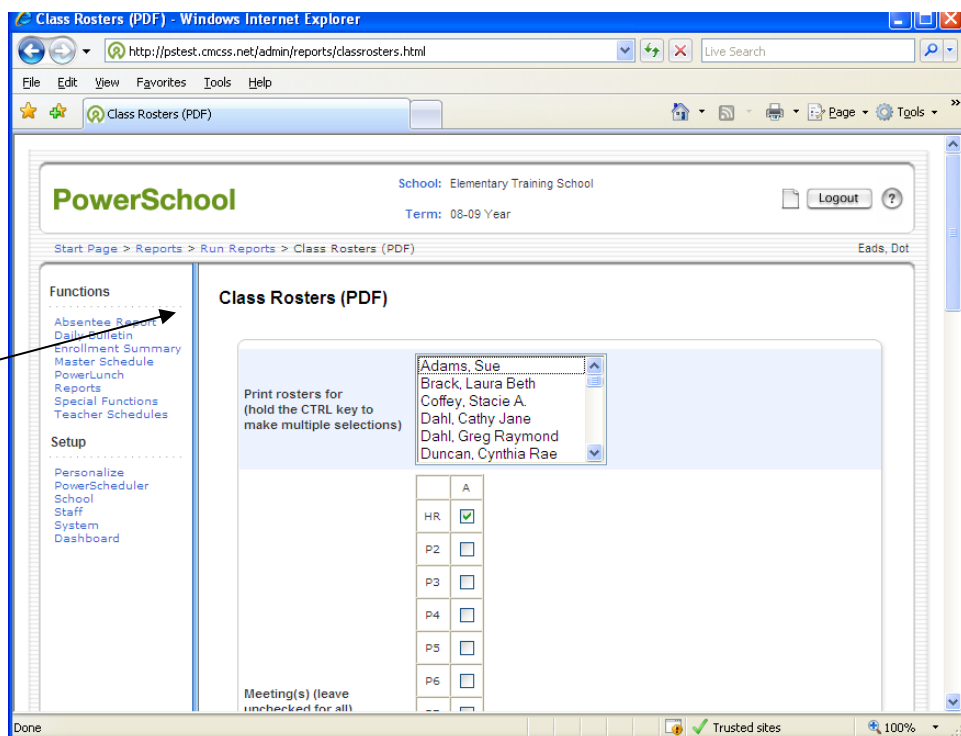 Class Rosters (PDF) - Windows Internet Explorer
http://pstest.cmcss.net/admin/reports/classrosters.html
Live Search
File Edit View Favorites Tools Help
Class Rosters (PDF)
Page Tools
PowerSchool
School: Elementary Training School
Term: 08-09 Year
Logout ?
Start Page > Reports > Run Reports > Class Rosters (PDF)
Eads, Dot
Functions
Absentee Report
Daily Bulletin
Enrollment Summary
Master Schedule
PowerLunch
Reports
Special Functions
Teacher Schedules
Setup
Personalize
PowerScheduler
School
Staff
System
Dashboard
Class Rosters (PDF)
Print rosters for
(hold the CTRL key to
make multiple selections)
Adams, Sue
Brack, Laura Beth
Coffey, Stacie A.
Dahl, Cathy Jane
Dahl, Greg Raymond
Duncan, Cynthia Rae
A
HR
P2
P3
P4
P5
P6
Meeting(s) (leave
unchecked for all)
Done
Trusted sites
100%